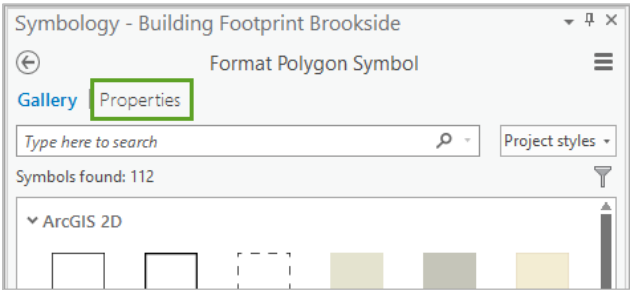 Symbology - Building Footprint Brookside
Format Polygon Symbol
Gallery | Properties
Type here to search
Project styles
Symbols found: 112
ArcGIS 2D